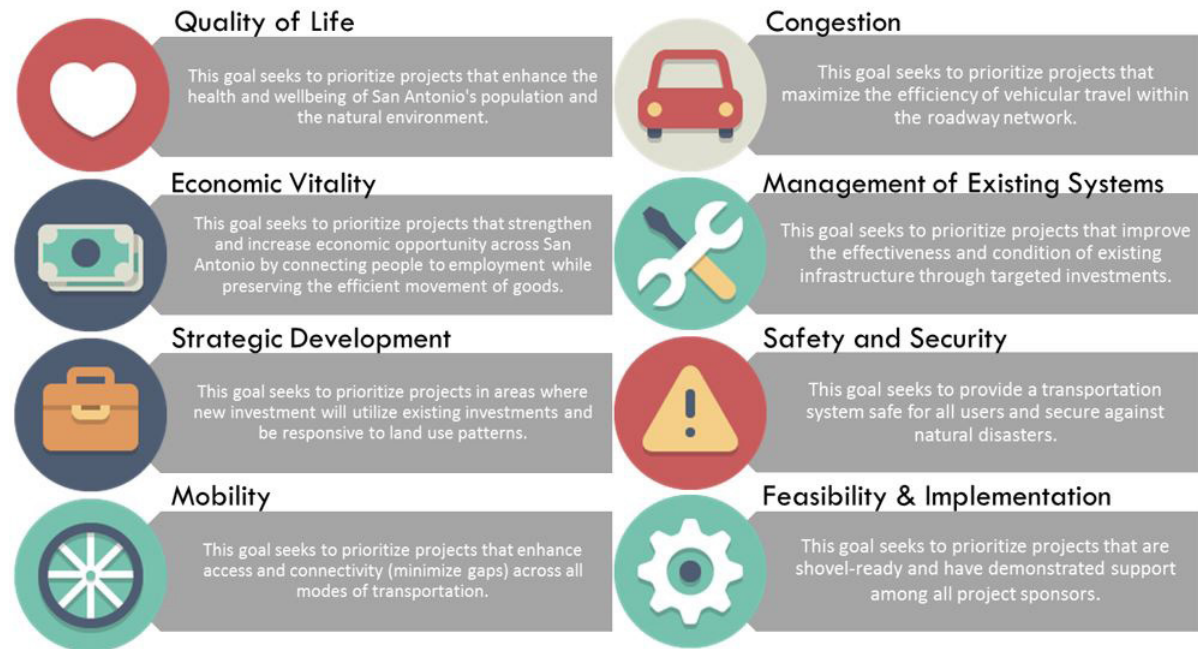 Quality of Life
This goal seeks to prioritize projects that enhance the
health and wellbeing of San Antonio's population and
the natural environment.
Economic Vitality
This goal seeks to prioritize projects that strengthen
and increase economic opportunity across San
Antonio by connecting people to employment while
preserving the efficient movement of goods.
Strategic Development
This goal seeks to prioritize projects in areas where
new investment will utilize existing investments and
be responsive to land use patterns.
Mobility
This goal seeks to prioritize projects that enhance
access and connectivity (minimize gaps) across all
modes of transportation.
Congestion
This goal seeks to prioritize projects that
maximize the efficiency of vehicular travel within
the roadway network.
Management of Existing Systems
This goal seeks to prioritize projects that improve
the effectiveness and condition of existing
infrastructure through targeted investments.
Safety and Security
This goal seeks to provide a transportation
system safe for all users and secure against
natural disasters.
Feasibility & Implementation
This goal seeks to prioritize projects that are
shovel-ready and have demonstrated support
among all project sponsors.